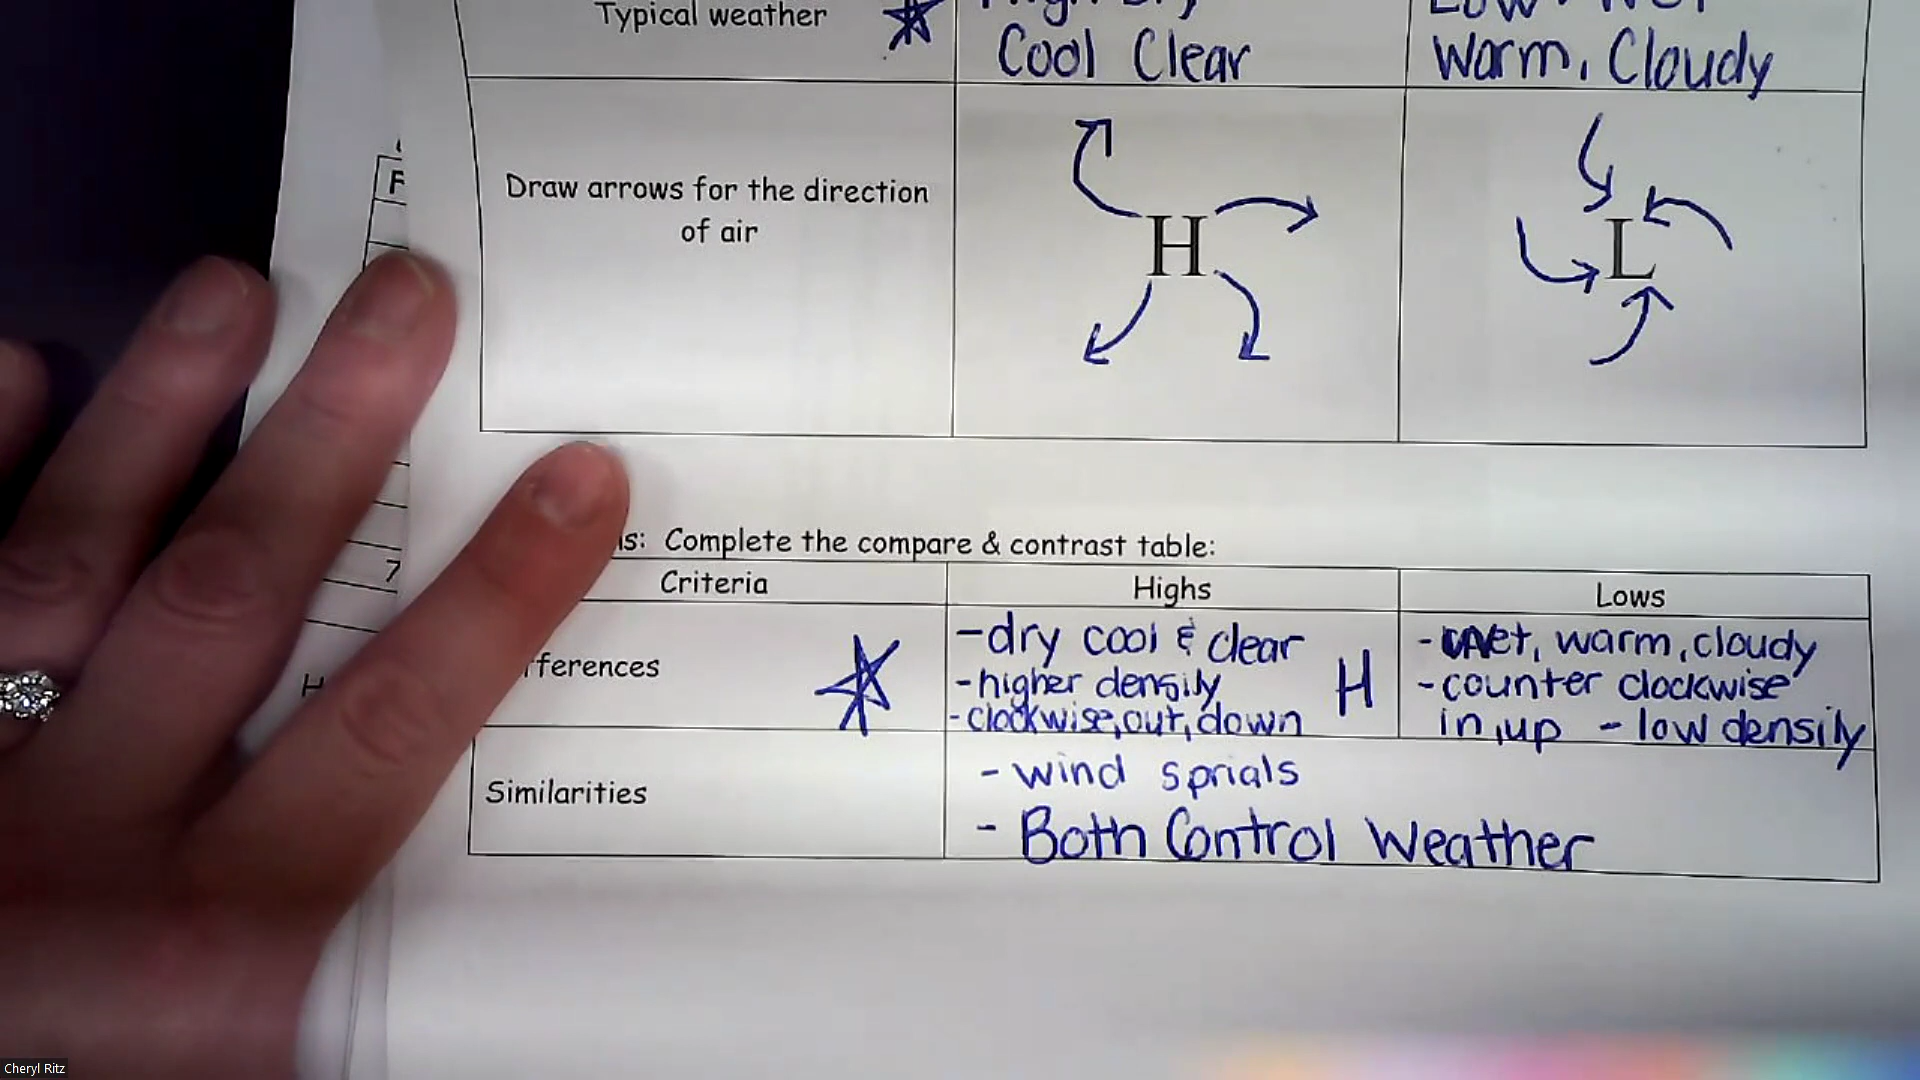 Typical weather
Cool Clear
Warm, Cloudy
Draw arrows for the direction
of air
H
L
F
7
H
Complete the compare & contrast table:
Criteria
Highs
Lows
- dry cool & clear
- higher density
- clockwise, out, down
H
- wet, warm, cloudy
- counter clockwise
in, up - low density
Similarities
- wind sprials
- Both Control Weather
Cheryl Ritz